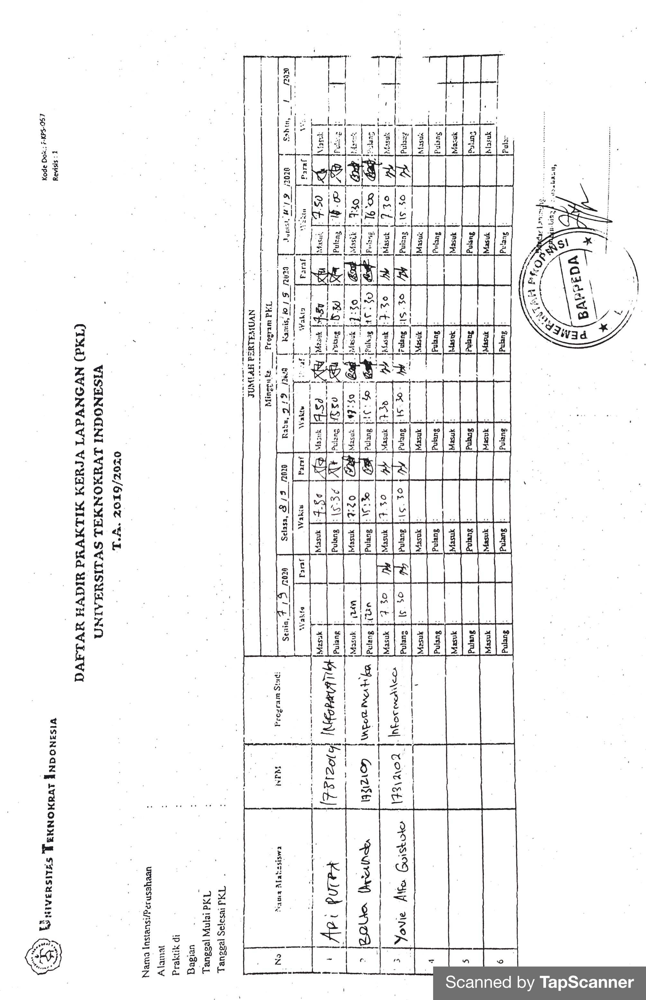 UNIVERSITAS TEKNOKRAT INDONESIA
Kode Dok.: F-KPS-0567
Revisis : 1
DAFTAR HADIR PRAKTIK KERJA LAPANGAN (PKL)
UNIVERSITAS TEKNOKRAT INDONESIA
T.A. 2019/2020
Nama Instansi/Perusahaan :
Alamat :
Praktik di :
Bagian :
Tanggal Mulai PKL :
Tanggal Selesai PKL :
No Nama Mahasiswa NPM Program Studi JUMLAH PERTEMUAN
Minggu ke ___ Program PKL
Senin, 7 / 9 /2020 Selasa, 8 / 9 /2020 Rabu, 2 / 9 /2020 Kamis, 10 / 9 /2020 Jumat, 11 / 9 /2020 Sabtu, / /2020
Waktu Paraf Waktu Paraf Waktu Paraf Waktu Paraf Waktu Paraf
1 ADI PUTRA 17312019 INFORMATIKA Masuk : Masuk : 7.30 Masuk : 7.30 Masuk : 7.30 Masuk : 7.30 Masuk
Pulang : Pulang : 15.30 Pulang : 15.30 Pulang : 15.30 Pulang : 16.00 Pulang :
2 Bella 17312109 Informatika Masuk : izin Masuk : 7:30 Masuk : 7:30 Masuk : 7:30 Masuk : 7:30 Masuk
Pulang : izin Pulang : 15:30 Pulang : 15:30 Pulang : 15:30 Pulang : 16:00 Pulang
3 Yovie Alfa Guistuta 17312102 Informatika Masuk : 7.30 Masuk : 7.30 Masuk : 7.30 Masuk : 7.30 Masuk : 7.30 Masuk :
Pulang : 15.30 Pulang : 15.30 Pulang : 15.30 Pulang : 15.30 Pulang : 15.30 Pulang :
4 Masuk : Masuk : Masuk : Masuk : Masuk : Masuk :
Pulang : Pulang : Pulang : Pulang : Pulang : Pulang :
5 Masuk : Masuk : Masuk : Masuk : Masuk : Masuk :
Pulang : Pulang : Pulang : Pulang : Pulang : Pulang :
6 Masuk : Masuk : Masuk : Masuk : Masuk : Masuk :
Pulang : Pulang : Pulang : Pulang : Pulang : Pulang
Bandar Lampung,
Pembimbing Perusahaan,
PEMERINTAH PROPINSI
BAPPEDA
Scanned by TapScanner